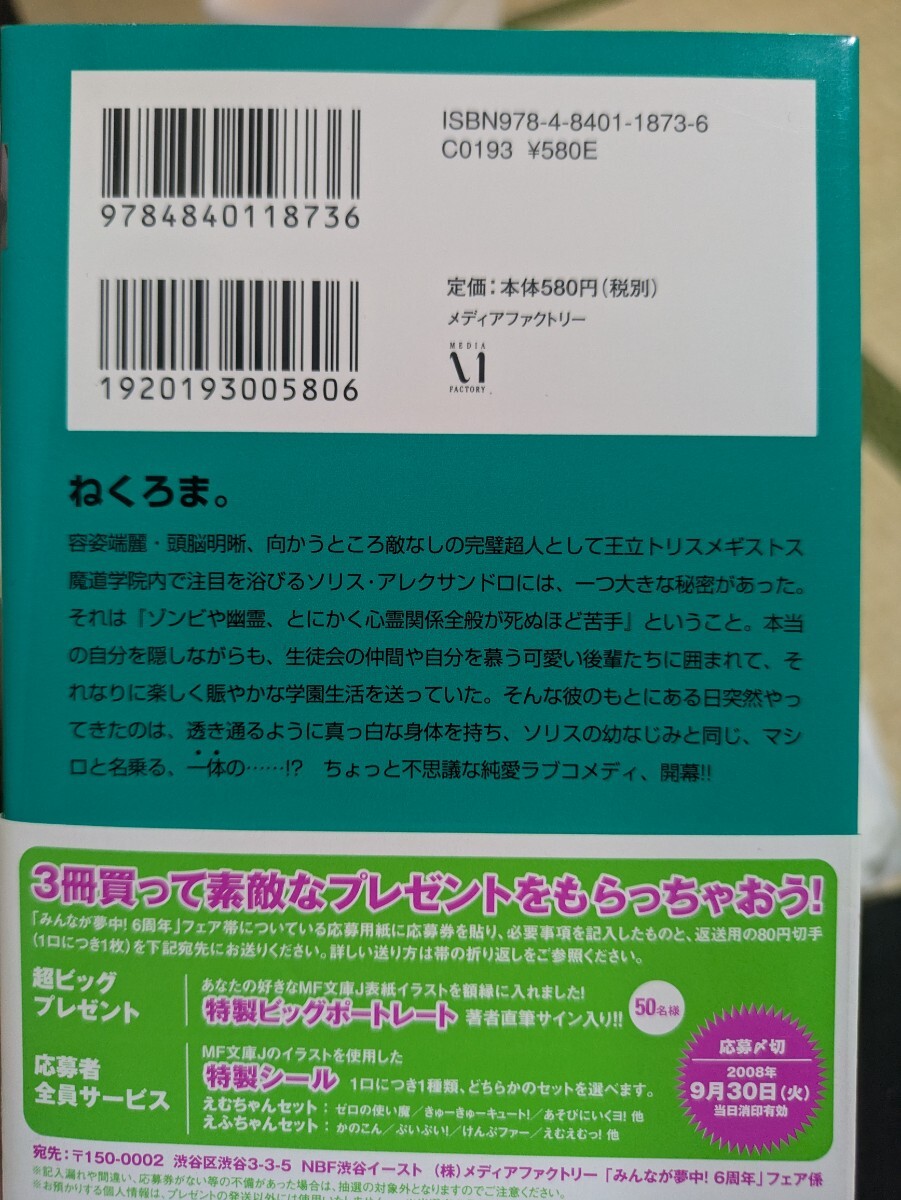 ISBN978-4-8401-1873-6
C0193 ¥580E
9784840118736
定価：本体580円（税別）
メディアファクトリー
MEDIA
FACTORY
1920193005806
ねくろま。
容姿端麗・頭脳明晰、向かうところ敵なしの完璧超人として王立トリスメギストス
魔道学院内で注目を浴びるソリス・アレクサンドロには、一つ大きな秘密があった。
それは『ゾンビや幽霊、とにかく心霊関係全般が死ぬほど苦手』ということ。本当
の自分を隠しながらも、生徒会の仲間や自分を慕う可愛い後輩たちに囲まれて、そ
れなりに楽しく賑やかな学園生活を送っていた。そんな彼のもとにある日突然やっ
てきたのは、透き通るように真っ白な身体を持ち、ソリスの幼なじみと同じ、マシ
ロと名乗る、一体の……!?　ちょっと不思議な純愛ラブコメディ、開幕!!
3冊買って素敵なプレゼントをもらっちゃおう!
「みんなが夢中! 6周年」フェア帯についている応募用紙に応募券を貼り、必要事項を記入したものと、返送用の80円切手
(1口につき1枚)を下記宛先にお送りください。詳しい送り方は帯の折り返しをご参照ください。
超ビッグ
プレゼント
あなたの好きなMF文庫J表紙イラストを額縁に入れました!
特製ビッグポートレート 著者直筆サイン入り!!
50名様
応募者
全員サービス
MF文庫Jのイラストを使用した
特製シール 1口につき1種類、どちらかのセットを選べます。
えむちゃんセット：ゼロの使い魔／きゅーきゅーキュート!／あそびにいくヨ! 他
えふちゃんセット：かのこん／ぷいぷい!／けんぷファー／えむえむっ! 他
応募〆切
2008年
9月30日(火)
当日消印有効
宛先：〒150-0002 渋谷区渋谷3-3-5 NBF渋谷イースト (株)メディアファクトリー「みんなが夢中! 6周年」フェア係
※記入漏れや間違い、応募券がない等の不備があった場合は、抽選の対象外となりますのでご注意ください。
※お預かりする個人情報は、プレゼントの発送以外には使用いたしません